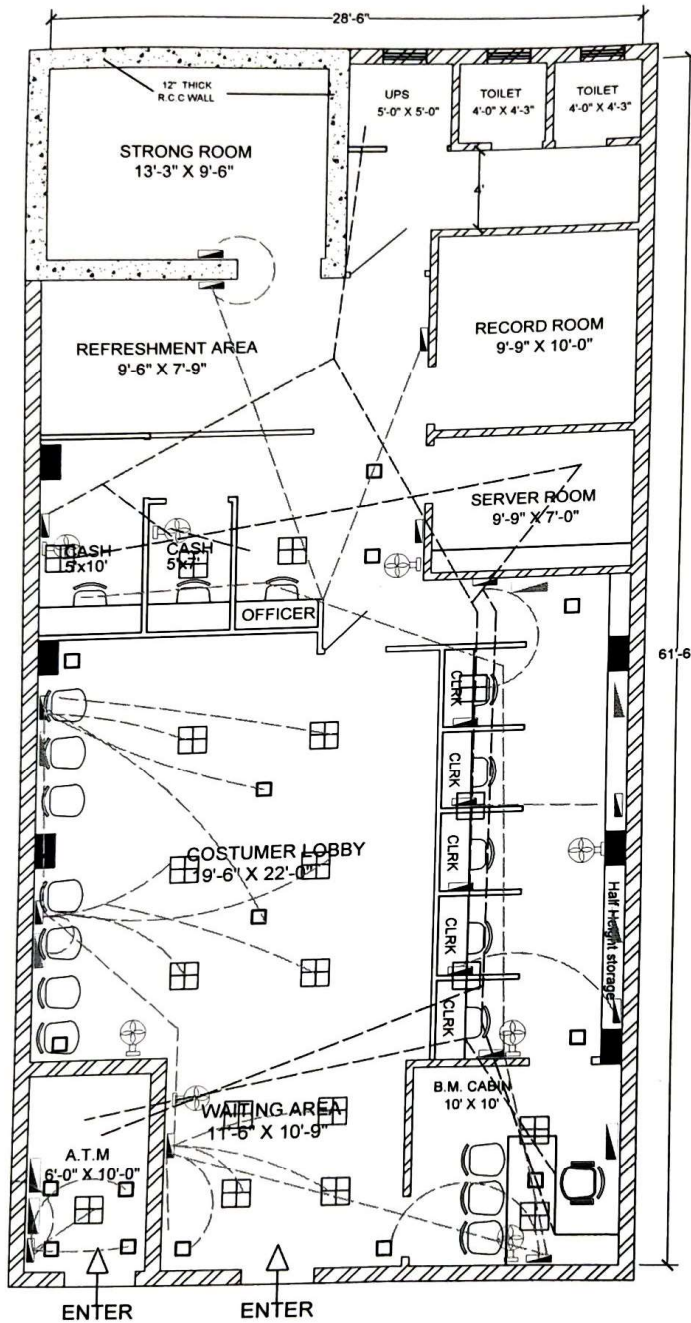 28'-6"
12" THICK
R.C.C WALL
UPS
5'-0" X 5'-0"
TOILET
4'-0" X 4'-3"
TOILET
4'-0" X 4'-3"
STRONG ROOM
13'-3" X 9'-6"
4'
REFRESHMENT AREA
9'-6" X 7'-9"
RECORD ROOM
9'-9" X 10'-0"
SERVER ROOM
9'-9" X 7'-0"
CASH
5'x10'
CASH
5'x7'
OFFICER
61'-6
CLRK
CLRK
CLRK
CLRK
CLRK
COSTUMER LOBBY
19'-6" X 22'-0"
Half Height storage
B.M. CABIN
10' X 10'
WAITING AREA
11'-6" X 10'-9"
A.T.M
6'-0" X 10'-0"
ENTER
ENTER